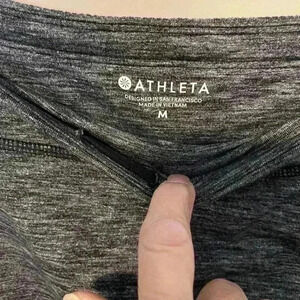 ATHLETA
DESIGNED IN SAN FRANCISCO
MADE IN VIETNAM
M